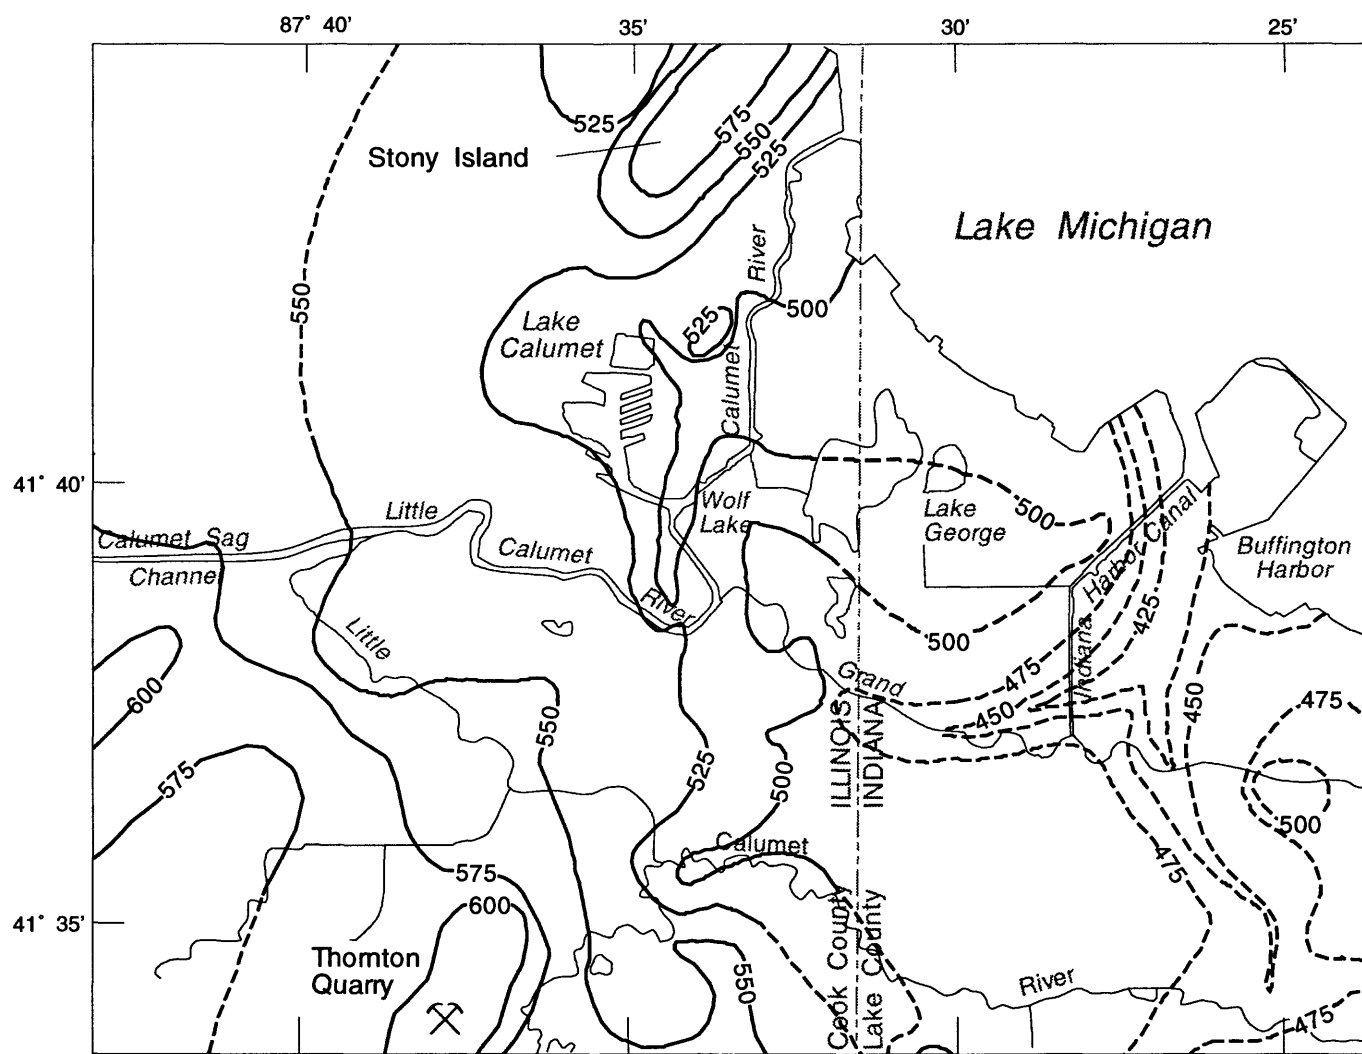 87° 40'
35'
30'
25'
525
575
550
525
Stony Island
Lake Michigan
River
550
500
525
Lake
Calumet
Calumet
41° 40'
Little
Wolf
Lake
Lake
George
500
Calumet Sag
Channel
Calumet
Harbor Canal
Buffington
Harbor
River
425
Little
500
Indiana
Grand
475
600
550
450
450
475
ILLINOIS
INDIANA
525
500
575
500
Calumet
475
575
600
41° 35'
Cook County
Lake County
Thornton
Quarry
550
River
475